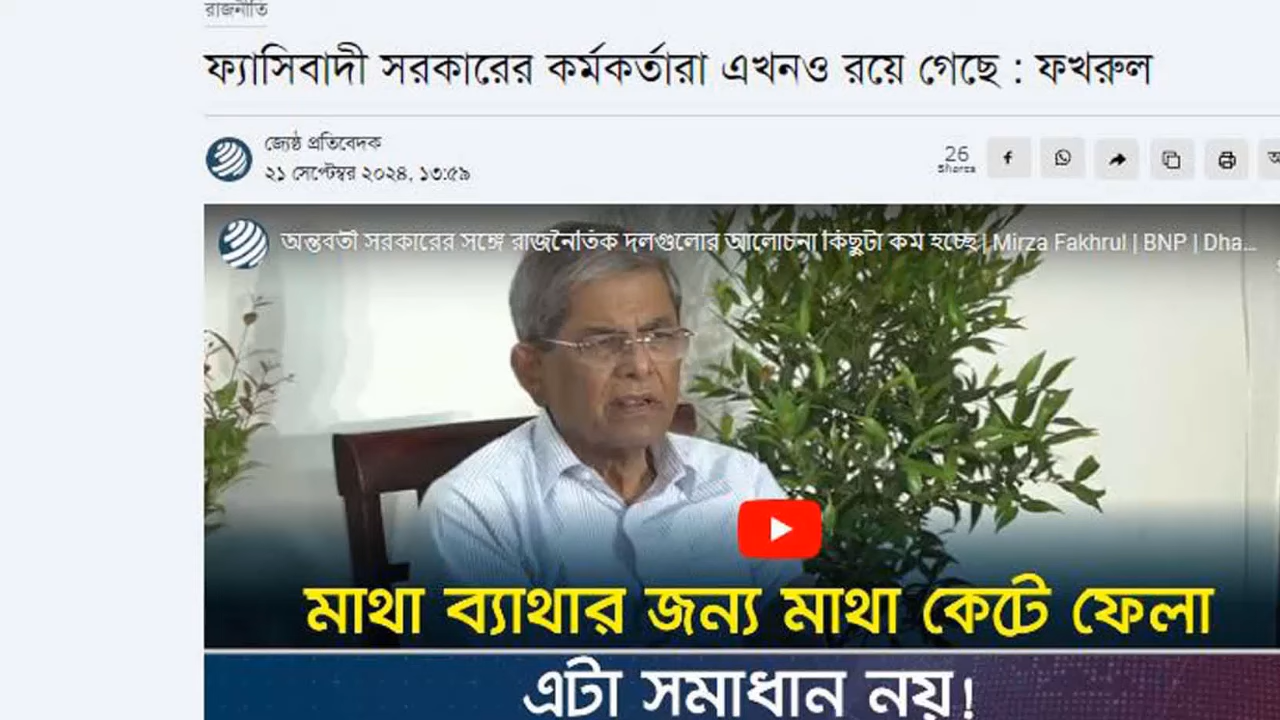 রাজনীতি
ফ্যাসিবাদী সরকারের কর্মকর্তারা এখনও রয়ে গেছে : ফখরুল
জ্যেষ্ঠ প্রতিবেদক
২১ সেপ্টেম্বর ২০২৪, ১৩:৫৯
26
Shares
অ
অন্তবর্তী সরকারের সঙ্গে রাজনৈতিক দলগুলোর আলোচনা কিছুটা কম হচ্ছে | Mirza Fakhrul | BNP | Dha...
মাথা ব্যাথার জন্য মাথা কেটে ফেলা
এটা সমাধান নয়!